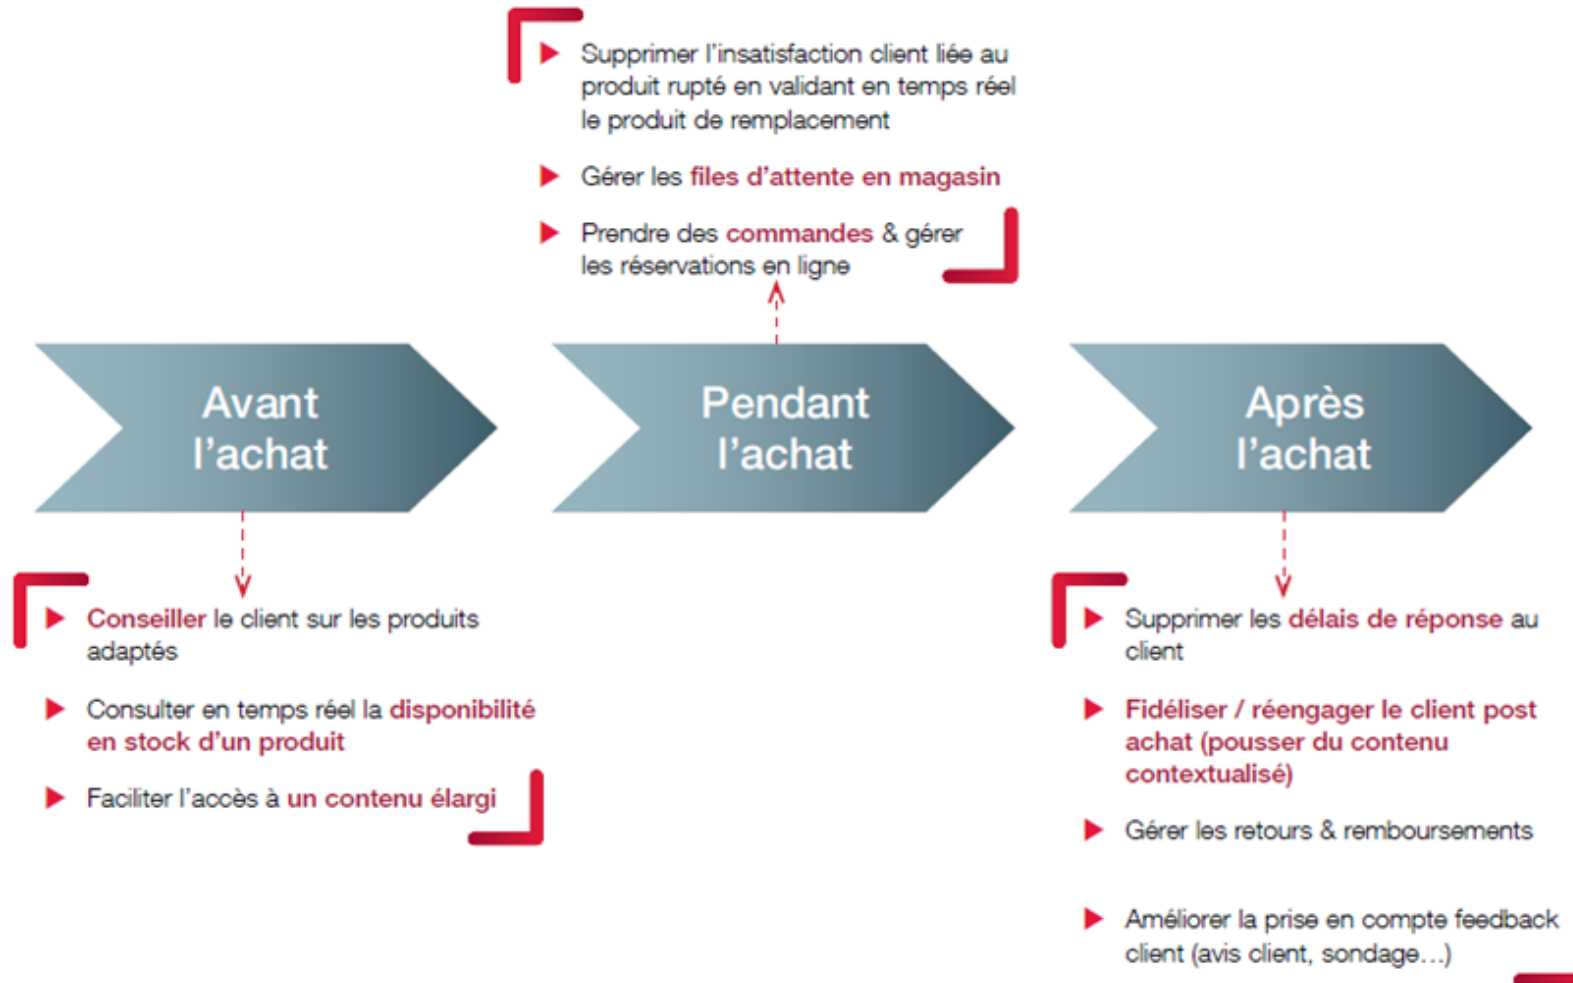 Supprimer l'insatisfaction client liée au
produit rupté en validant en temps réel
le produit de remplacement
Gérer les files d'attente en magasin
Prendre des commandes & gérer
les réservations en ligne
Avant
l'achat
Pendant
l'achat
Après
l'achat
Conseiller le client sur les produits
adaptés
Consulter en temps réel la disponibilité
en stock d'un produit
Faciliter l'accès à un contenu élargi
Supprimer les délais de réponse au
client
Fidéliser / réengager le client post
achat (pousser du contenu
contextualisé)
Gérer les retours & remboursements
Améliorer la prise en compte feedback
client (avis client, sondage...)